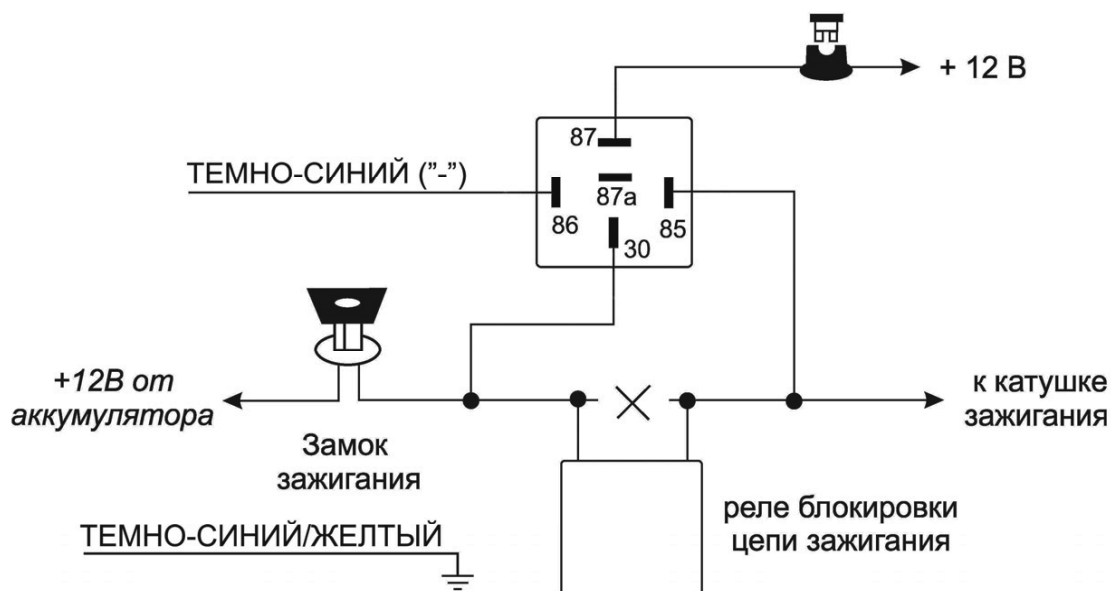 + 12 В
87
ТЕМНО-СИНИЙ ("-")
87a
86
85
30
+12В от
аккумулятора
Замок
зажигания
к катушке
зажигания
реле блокировки
цепи зажигания
ТЕМНО-СИНИЙ/ЖЕЛТЫЙ